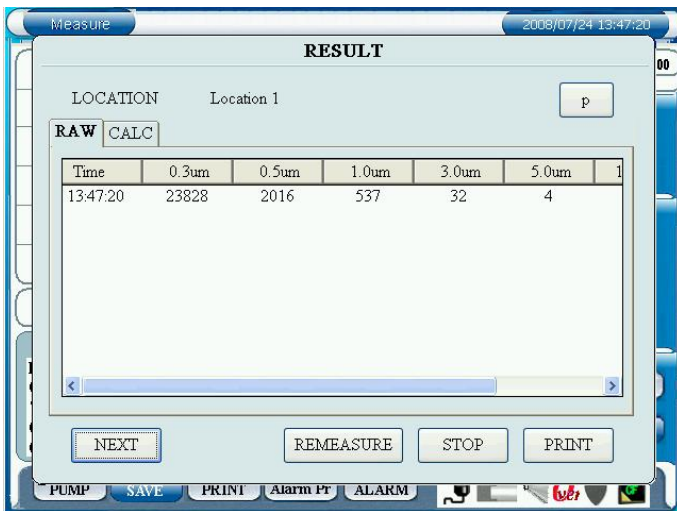 Measure 2008/07/24 13:47:20
RESULT
00
LOCATION Location 1 p
RAW CALC
Time 0.3um 0.5um 1.0um 3.0um 5.0um 1
13:47:20 23828 2016 537 32 4
NEXT REMEASURE STOP PRINT
PUMP SAVE PRINT Alarm Pr ALARM